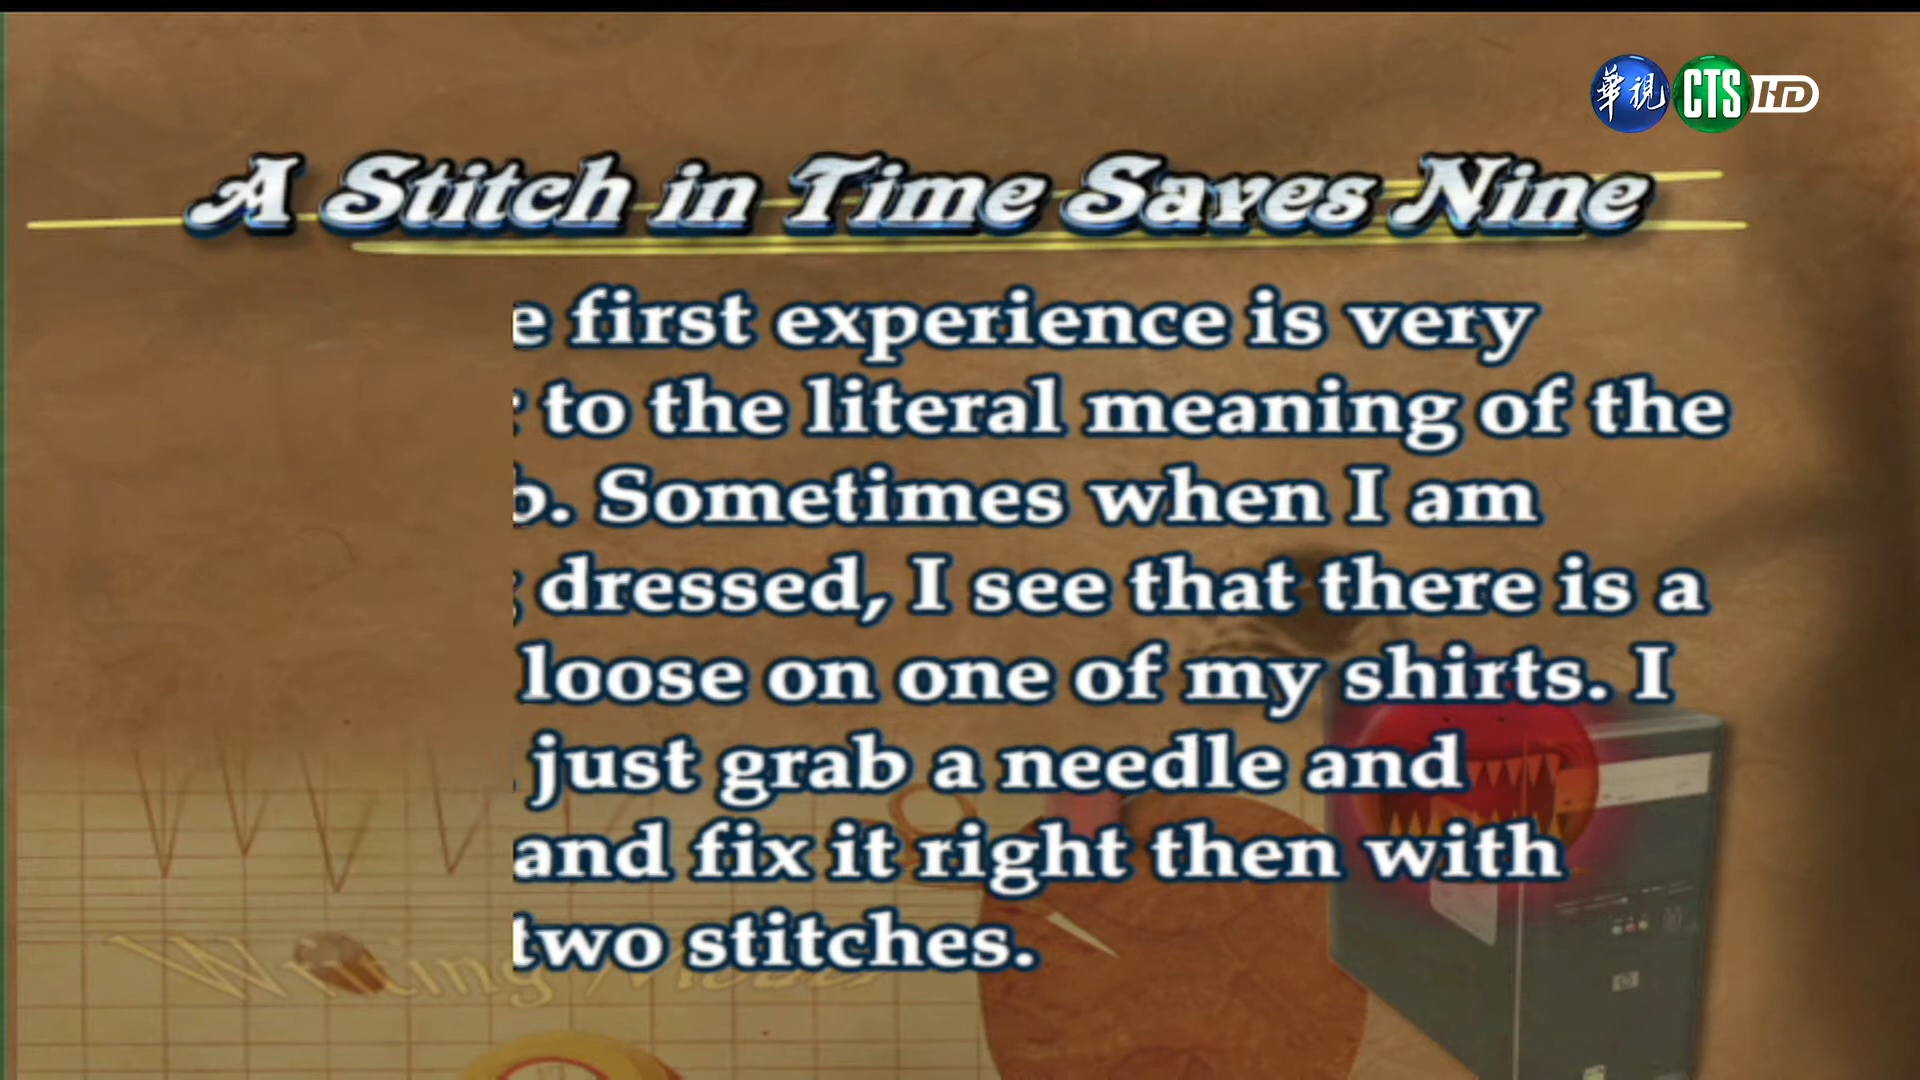 華視 CTS HD
A Stitch in Time Saves Nine
first experience is very
to the literal meaning of the
Sometimes when I am
dressed, I see that there is a
loose on one of my shirts. I
just grab a needle and
and fix it right then with
two stitches.
Writing